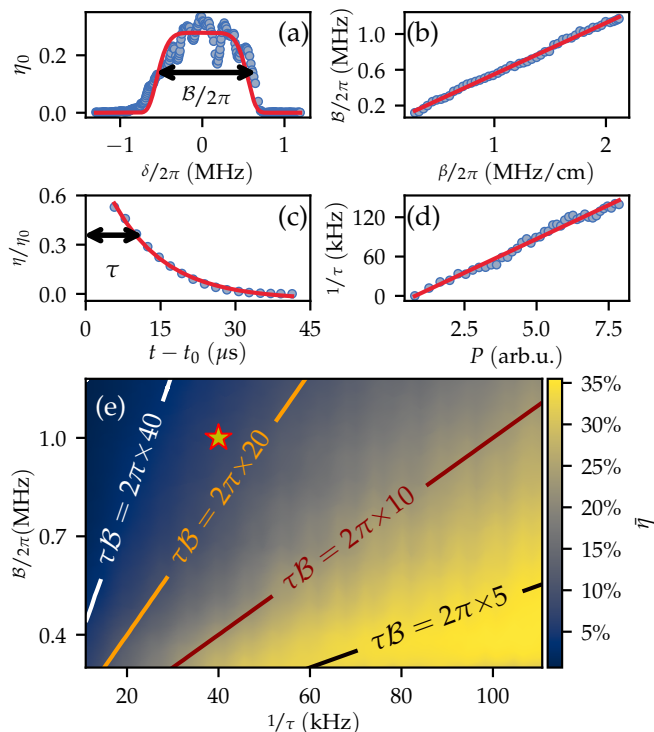 (a)
η₀
0.3
0.0
B/2π
−1 0 1
δ/2π (MHz)
(b)
B/2π (MHz)
1.0
0.6
0.2
1 2
β/2π (MHz/cm)
(c)
η/η₀
0.6
0.3
0.0
τ
0 15 30 45
t − t₀ (μs)
(d)
1/τ (kHz)
120
60
0
2.5 5.0 7.5
P (arb.u.)
(e)
B/2π(MHz)
1.0
0.7
0.4
τB = 2π×40
τB = 2π×20
τB = 2π×10
τB = 2π×5
20 40 60 80 100
1/τ (kHz)
35%
30%
25%
20%
15%
10%
5%
η̄